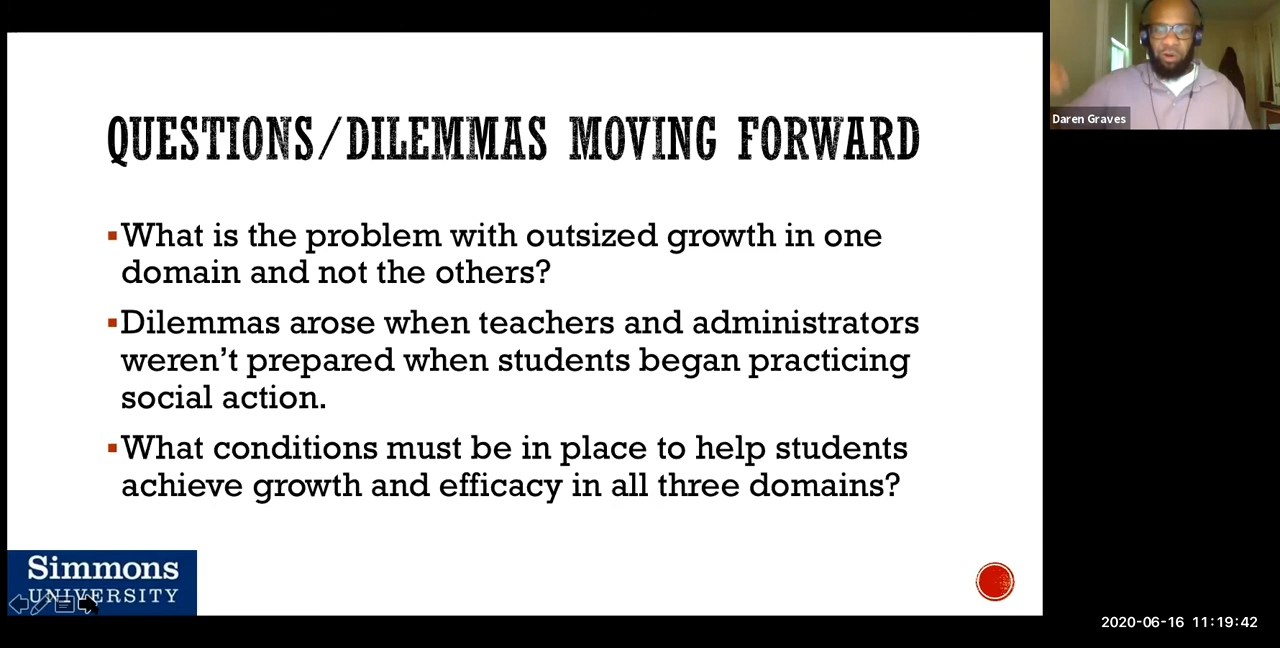 QUESTIONS/DILEMMAS MOVING FORWARD
▪What is the problem with outsized growth in one
domain and not the others?
▪Dilemmas arose when teachers and administrators
weren't prepared when students began practicing
social action.
▪What conditions must be in place to help students
achieve growth and efficacy in all three domains?
Simmons
UNIVERSITY
Daren Graves
2020-06-16 11:19:42